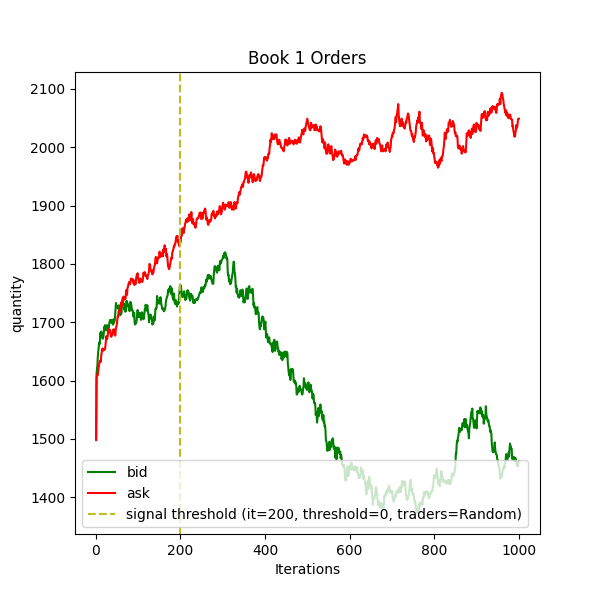 Book 1 Orders
2100
2000
1900
1800
1700
1600
1500
1400
quantity
bid
ask
signal threshold (it=200, threshold=0, traders=Random)
0 200 400 600 800 1000
Iterations